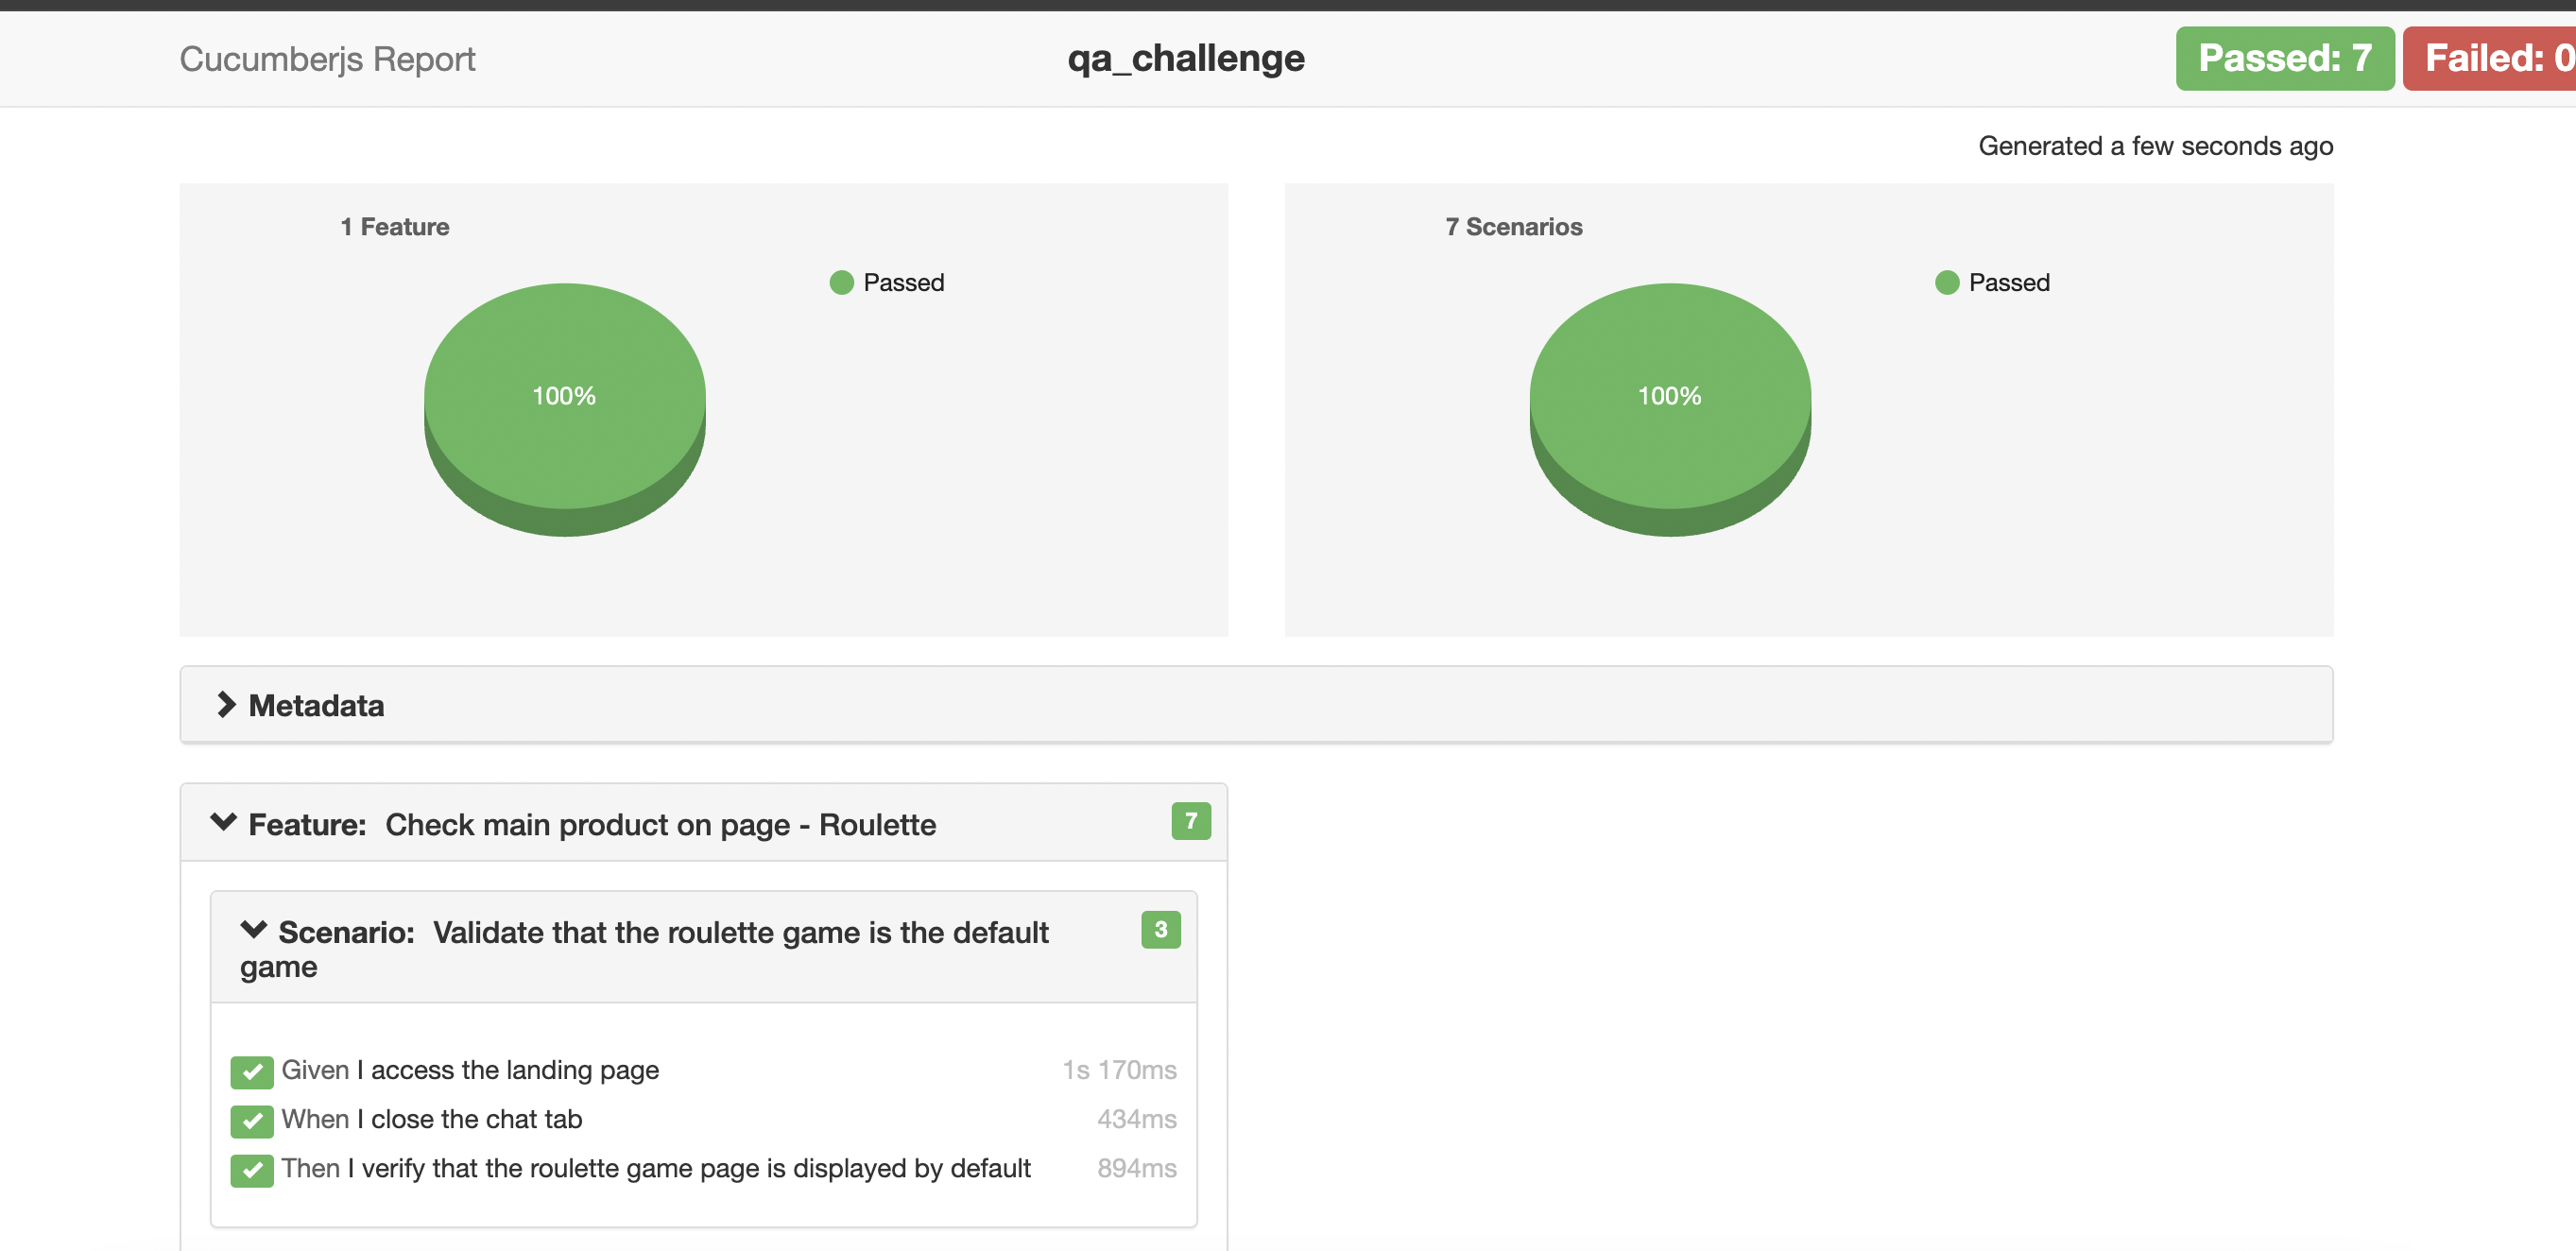 Cucumberjs Report
qa_challenge
Passed: 7
Failed: 0
Generated a few seconds ago
1 Feature
Passed
100%
7 Scenarios
Passed
100%
Metadata
Feature: Check main product on page - Roulette
7
Scenario: Validate that the roulette game is the default
game
3
Given I access the landing page 1s 170ms
When I close the chat tab 434ms
Then I verify that the roulette game page is displayed by default 894ms